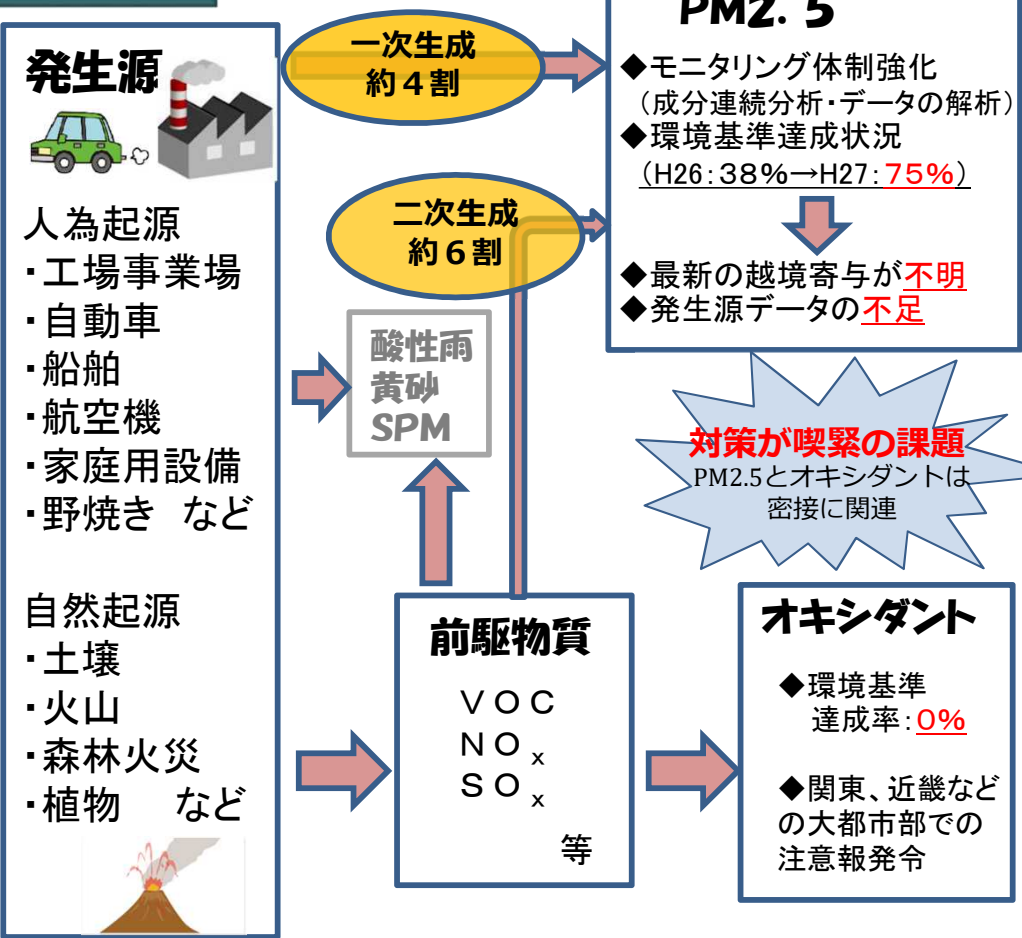 発生源
人為起源
・工場事業場
・自動車
・船舶
・航空機
・家庭用設備
・野焼き など
自然起源
・土壌
・火山
・森林火災
・植物 など
一次生成
約4割
二次生成
約6割
酸性雨
黄砂
SPM
前駆物質
VOC
NOx
SOx
等
PM2.5
◆モニタリング体制強化
(成分連続分析・データの解析)
◆環境基準達成状況
(H26:38%→H27:75%)
◆最新の越境寄与が不明
◆発生源データの不足
対策が喫緊の課題
PM2.5とオキシダントは
密接に関連
オキシダント
◆環境基準
達成率:0%
◆関東、近畿など
の大都市部での
注意報発令